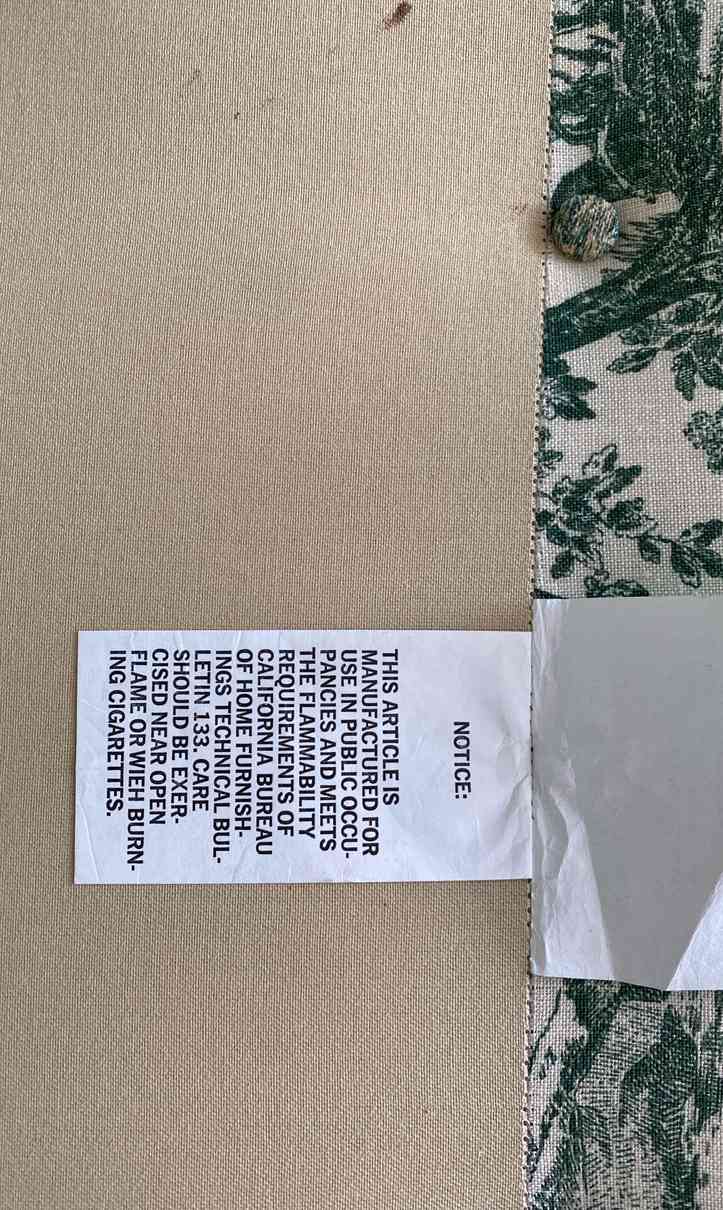 NOTICE:
THIS ARTICLE IS
MANUFACTURED FOR
USE IN PUBLIC OCCU-
PANCIES AND MEETS
THE FLAMMABILITY
REQUIREMENTS OF
CALIFORNIA BUREAU
OF HOME FURNISH-
INGS TECHNICAL BUL-
LETIN 133. CARE
SHOULD BE EXER-
CISED NEAR OPEN
FLAME OR WIEH BURN-
ING CIGARETTES.